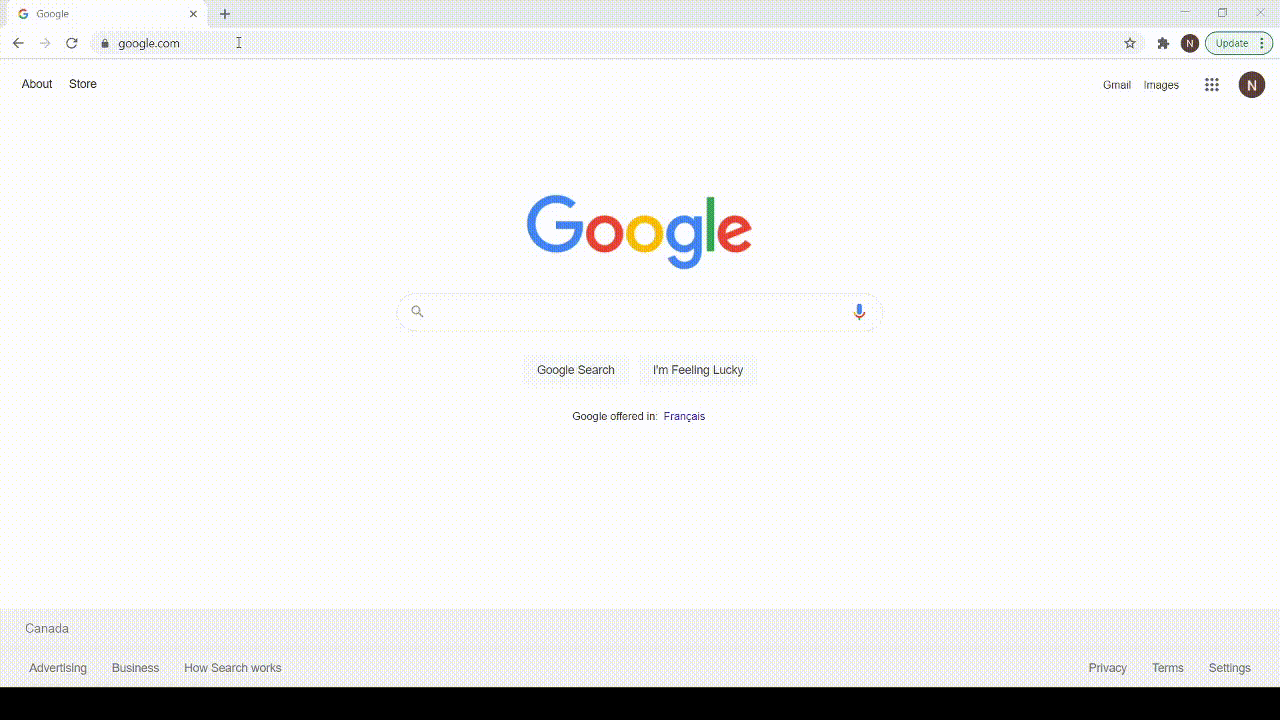 Google
google.com
N
Update
About Store
Gmail Images
N
Google
Google Search I'm Feeling Lucky
Google offered in: Français
Canada
Advertising Business How Search works
Privacy Terms Settings